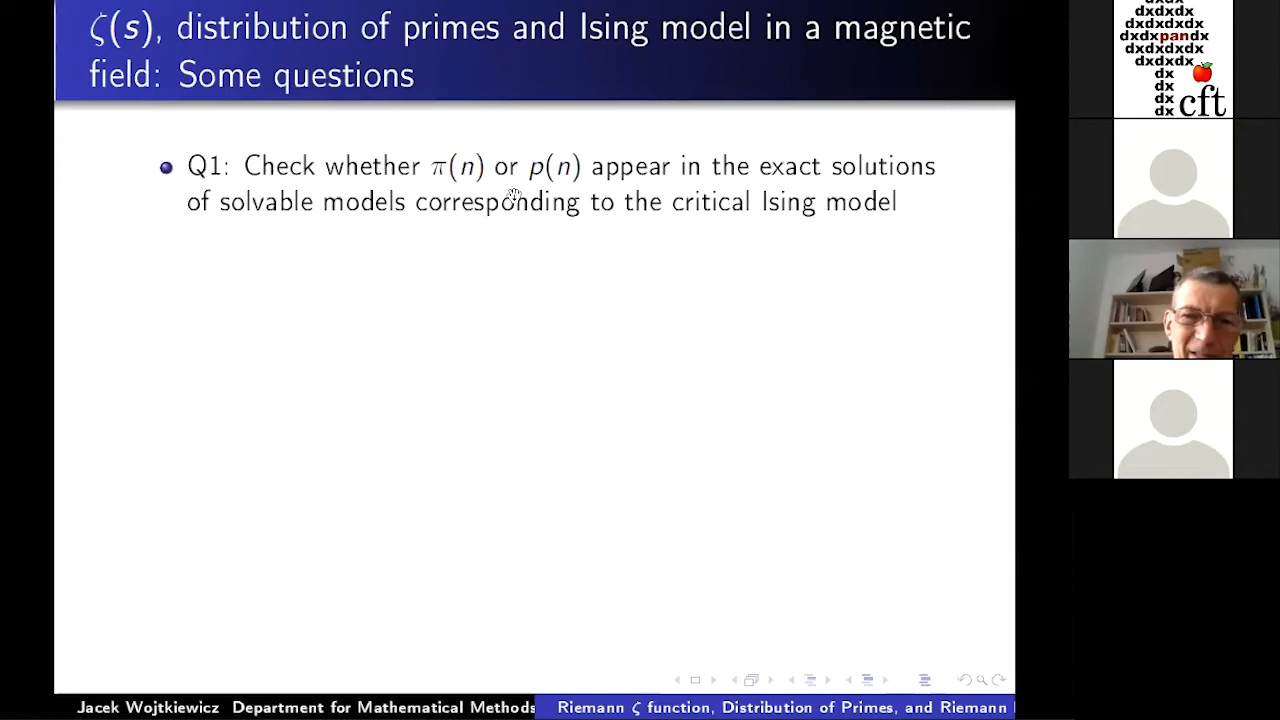 ζ(s), distribution of primes and Ising model in a magnetic
field: Some questions
Q1: Check whether π(n) or p(n) appear in the exact solutions
of solvable models corresponding to the critical Ising model
Jacek Wojtkiewicz Department for Mathematical Methods
Riemann ζ function, Distribution of Primes, and Riemann
dxdxdx
dxdxdx
dxdxdxdx
dxdxpandx
dxdxdxdx
dxdxdx
dx
dx
dx
dx
cft